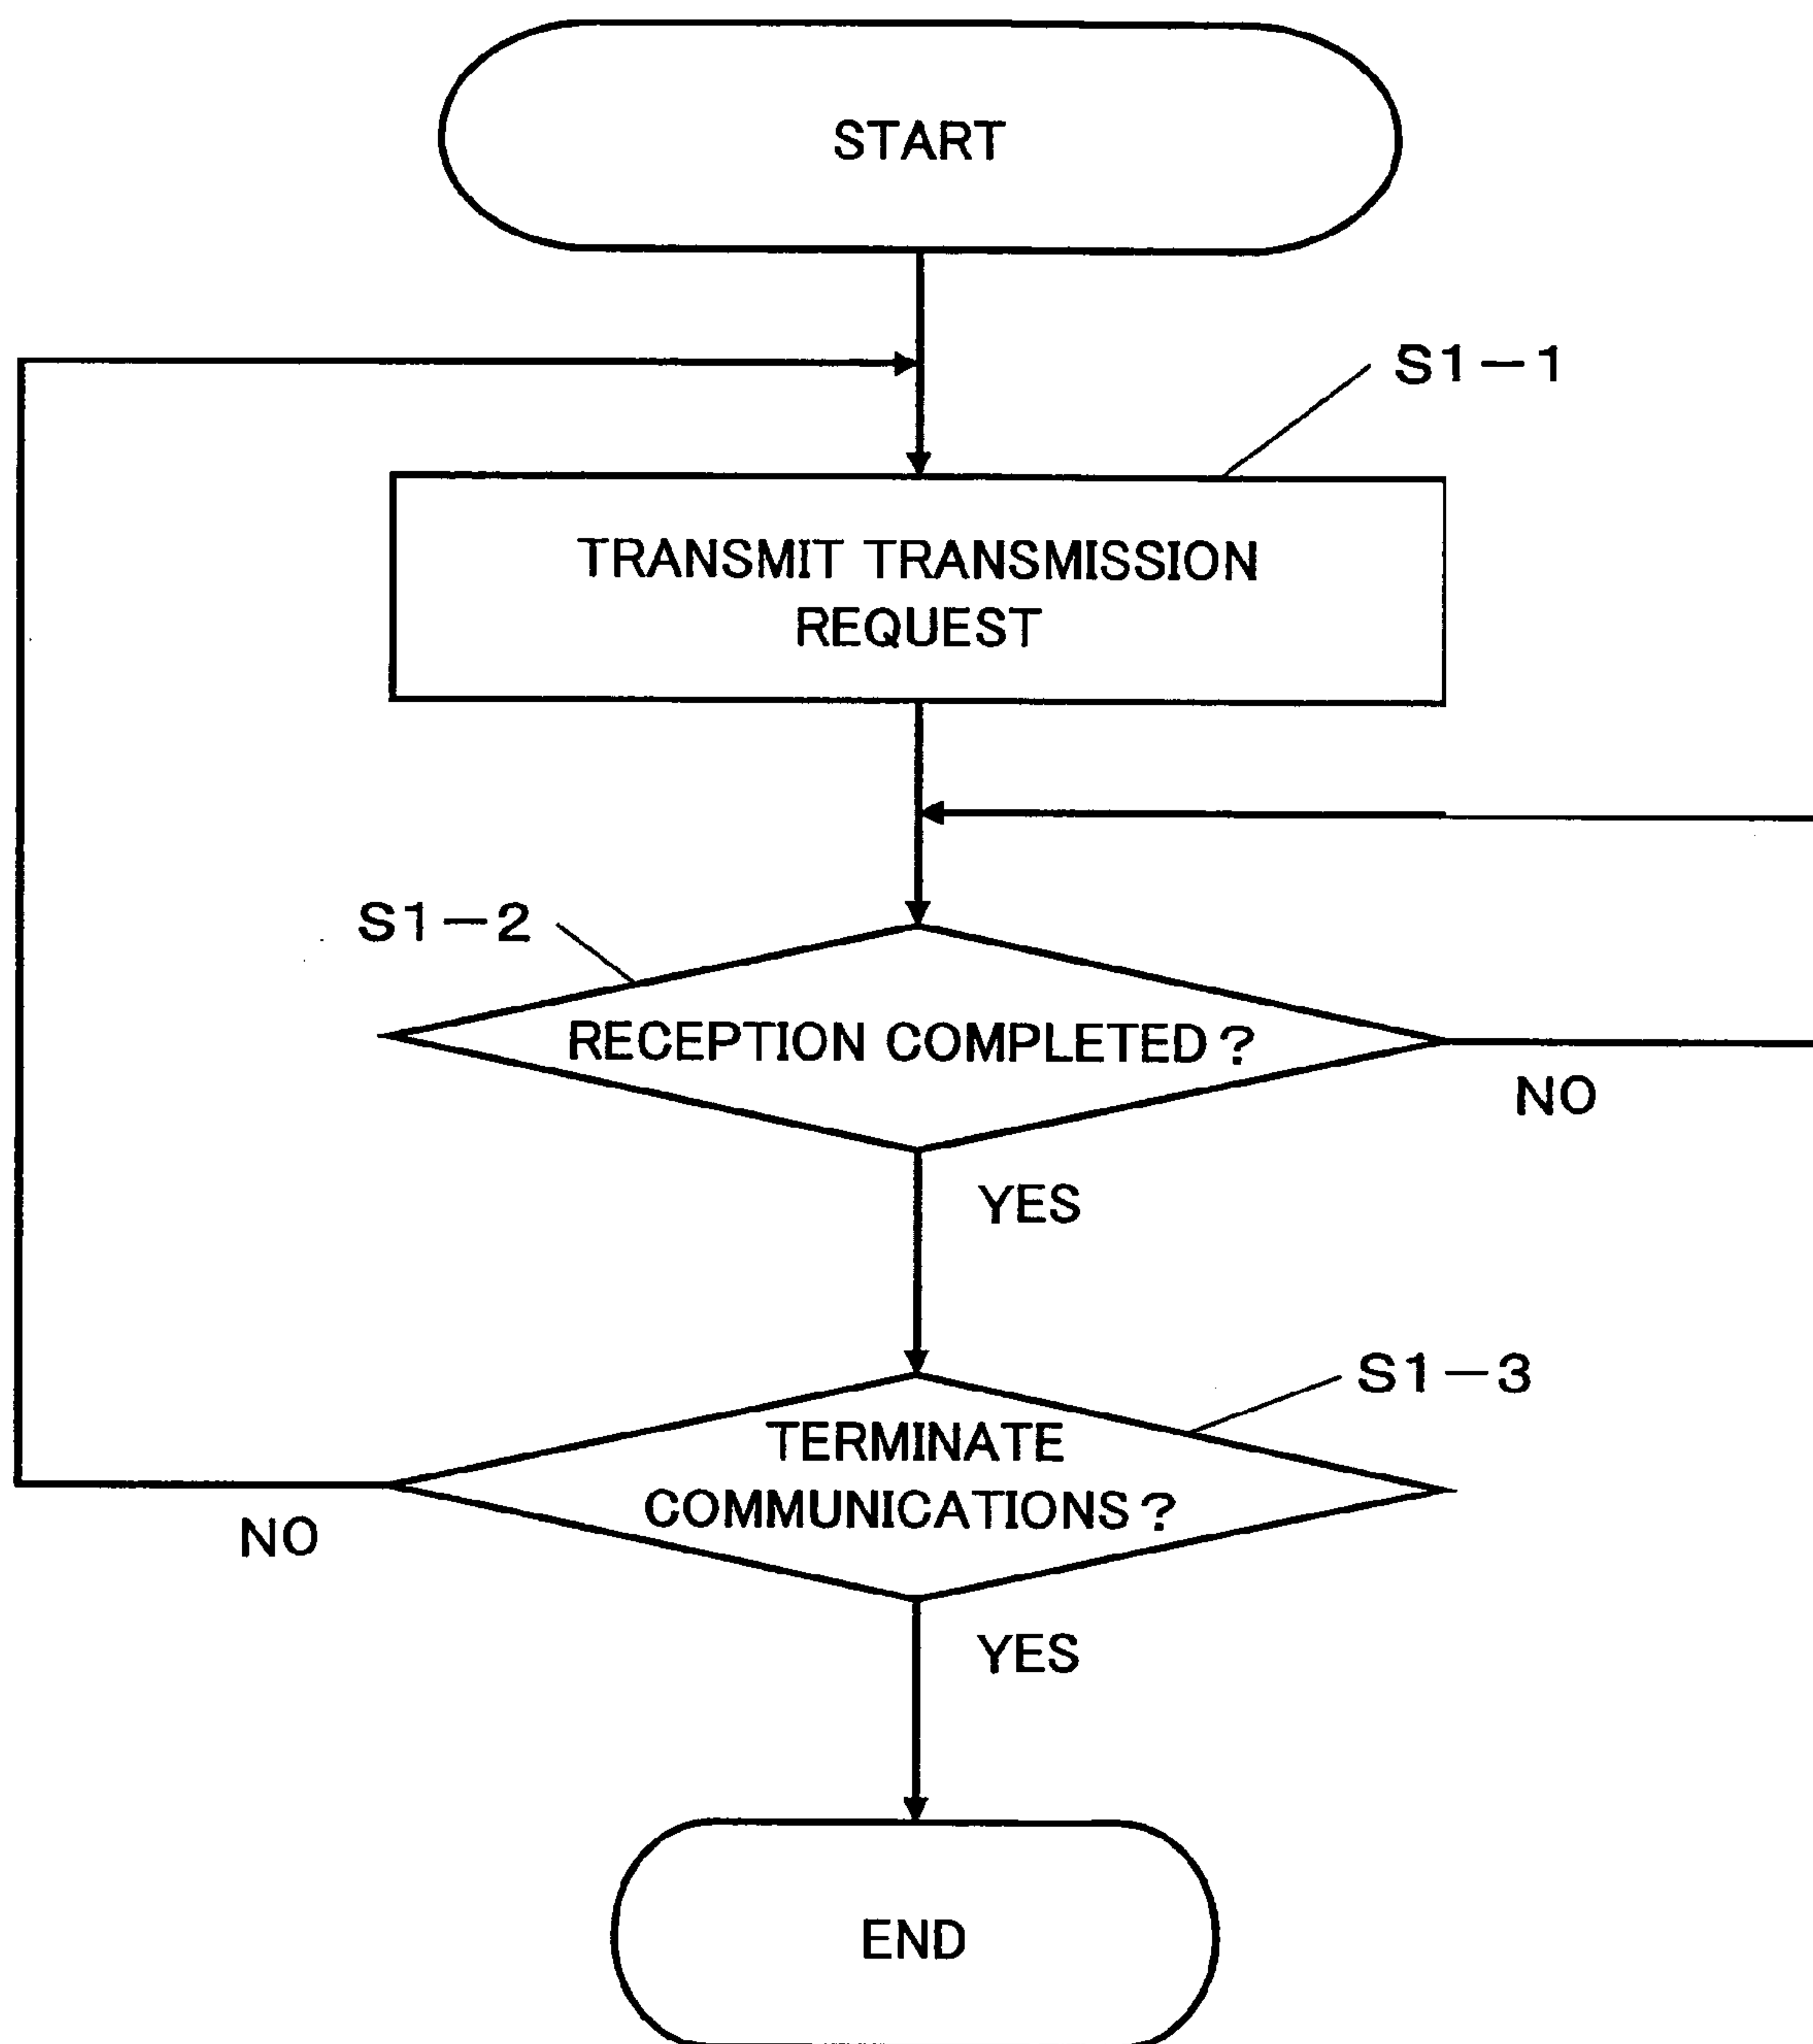 START
S1-1
TRANSMIT TRANSMISSION
REQUEST
S1-2
RECEPTION COMPLETED?
NO
YES
S1-3
TERMINATE
COMMUNICATIONS?
NO
YES
END